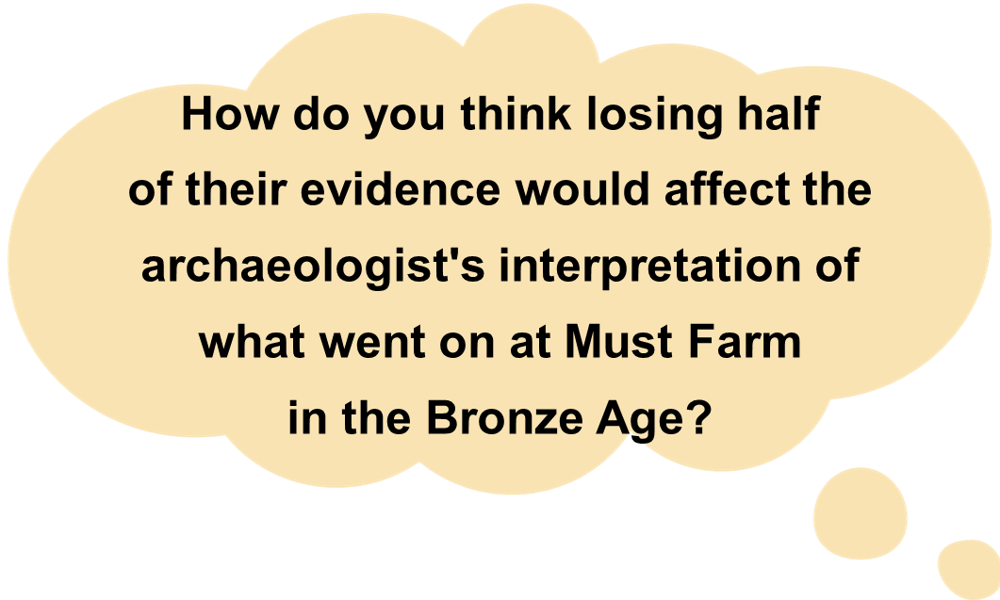 How do you think losing half
of their evidence would affect the
archaeologist's interpretation of
what went on at Must Farm
in the Bronze Age?